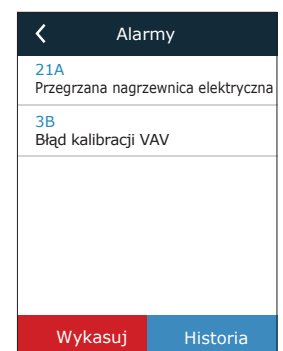 Alarmy
21A
Przegrzana nagrzewnica elektryczna
3B
Błąd kalibracji VAV
Wykasuj
Historia